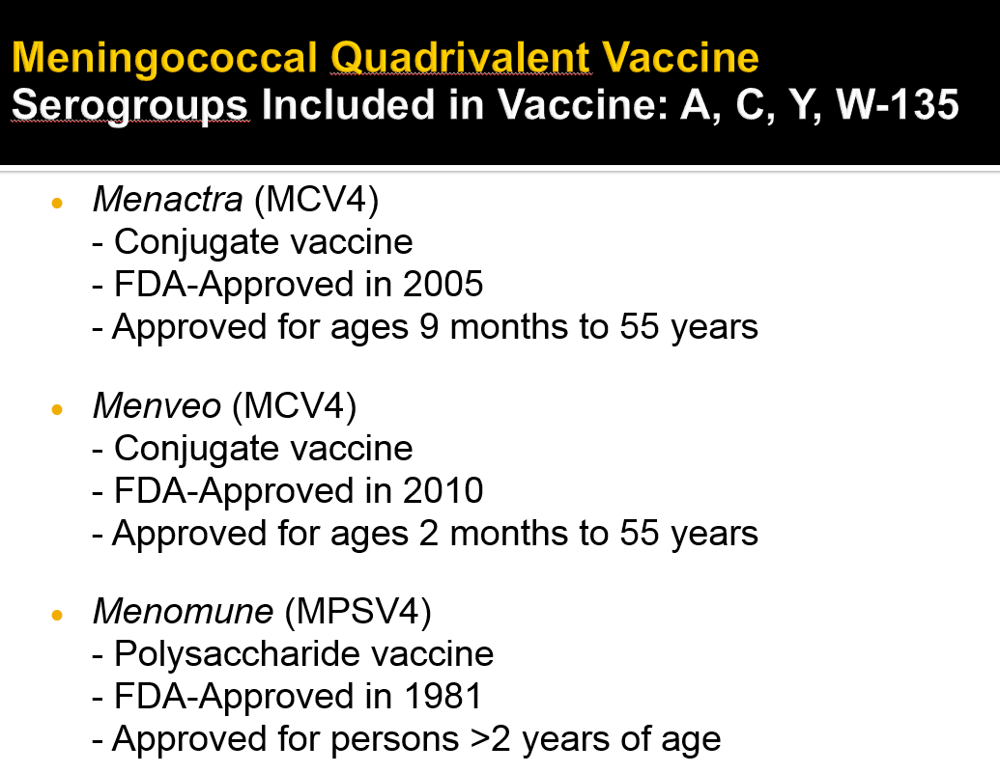 Meningococcal Quadrivalent Vaccine
Serogroups Included in Vaccine: A, C, Y, W-135
• Menactra (MCV4)
- Conjugate vaccine
- FDA-Approved in 2005
- Approved for ages 9 months to 55 years
• Menveo (MCV4)
- Conjugate vaccine
- FDA-Approved in 2010
- Approved for ages 2 months to 55 years
• Menomune (MPSV4)
- Polysaccharide vaccine
- FDA-Approved in 1981
- Approved for persons >2 years of age